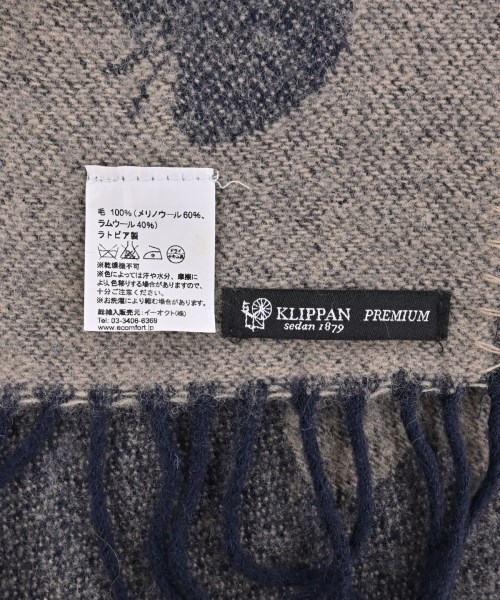 毛 100%(メリノウール60%、
ラムウール40%)
ラトビア製
ドライ
※乾燥機不可
※色によっては汗や水分、摩擦に
より色移りする場合がありますので、
十分ご注意ください。
※お洗濯により縮む場合があります。
総輸入販売元:イーオクト(株)
Tel: 03-3406-6369
www.ecomfort.jp
KLIPPAN PREMIUM
sedan 1879